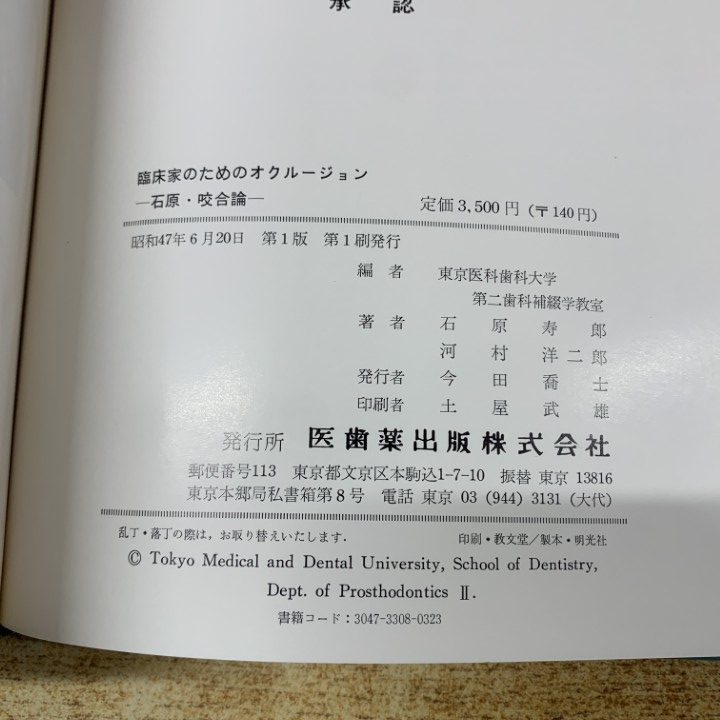 承認
臨床家のためのオクルージョン
―石原・咬合論―
定価 3,500 円 (〒 140円)
昭和47年 6 月20日　第 1 版　第 1 刷発行
編者　東京医科歯科大学
第二歯科補綴学教室
著者　石原寿郎
河村洋二郎
発行者　今田喬士
印刷者　土屋武雄
発行所　医歯薬出版株式会社
郵便番号113　東京都文京区本駒込1-7-10　振替 東京 13816
東京本郷局私書箱第 8 号　電話 東京 03 (944) 3131 (大代)
乱丁・落丁の際は，お取り替えいたします．
印刷・教文堂／製本・明光社
© Tokyo Medical and Dental University, School of Dentistry,
Dept. of Prosthodontics Ⅱ.
書籍コード：3047-3308-0323